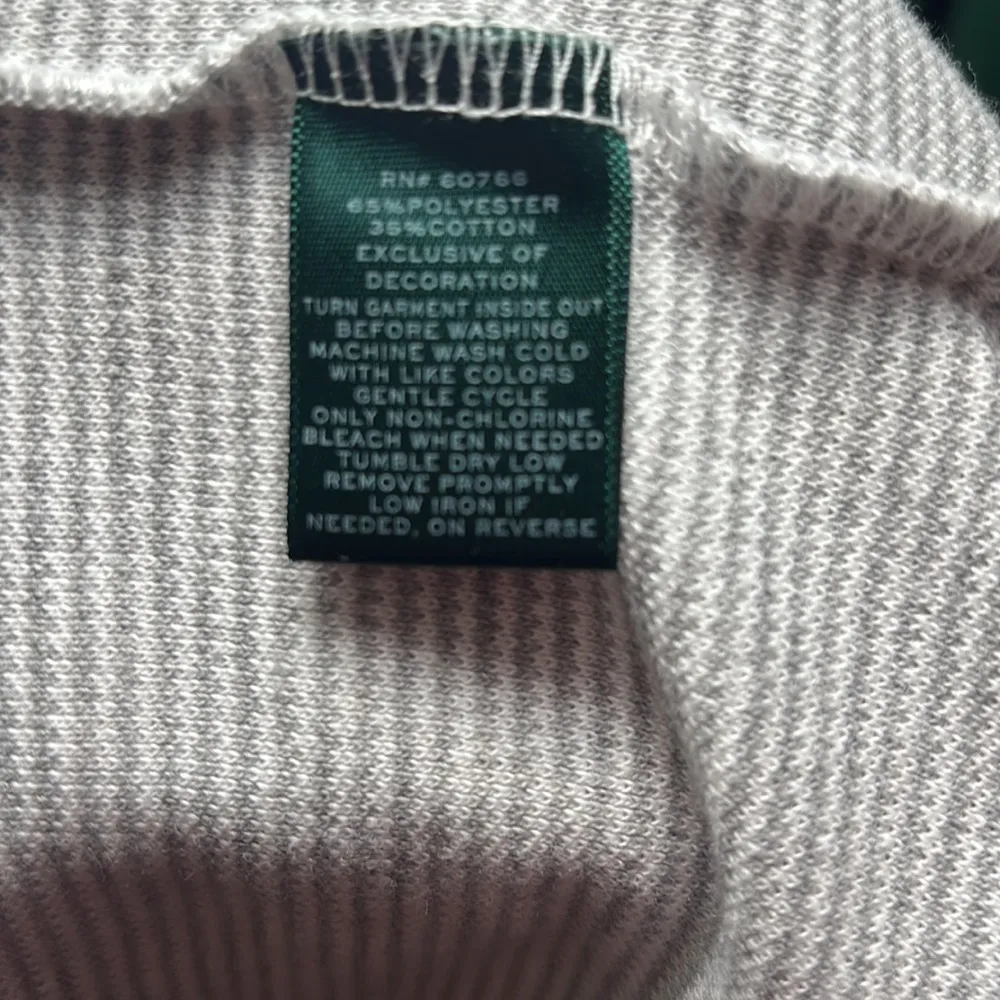 RN# 60766
65%POLYESTER
35%COTTON
EXCLUSIVE OF
DECORATION
TURN GARMENT INSIDE OUT
BEFORE WASHING
MACHINE WASH COLD
WITH LIKE COLORS
GENTLE CYCLE
ONLY NON-CHLORINE
BLEACH WHEN NEEDED
TUMBLE DRY LOW
REMOVE PROMPTLY
LOW IRON IF
NEEDED, ON REVERSE